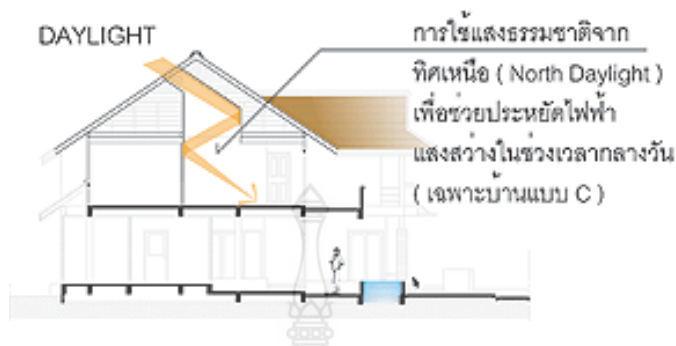 DAYLIGHT
การใช้แสงธรรมชาติจาก
ทิศเหนือ ( North Daylight )
เพื่อช่วยประหยัดไฟฟ้า
แสงสว่างในช่วงเวลากลางวัน
( เฉพาะบ้านแบบ C )